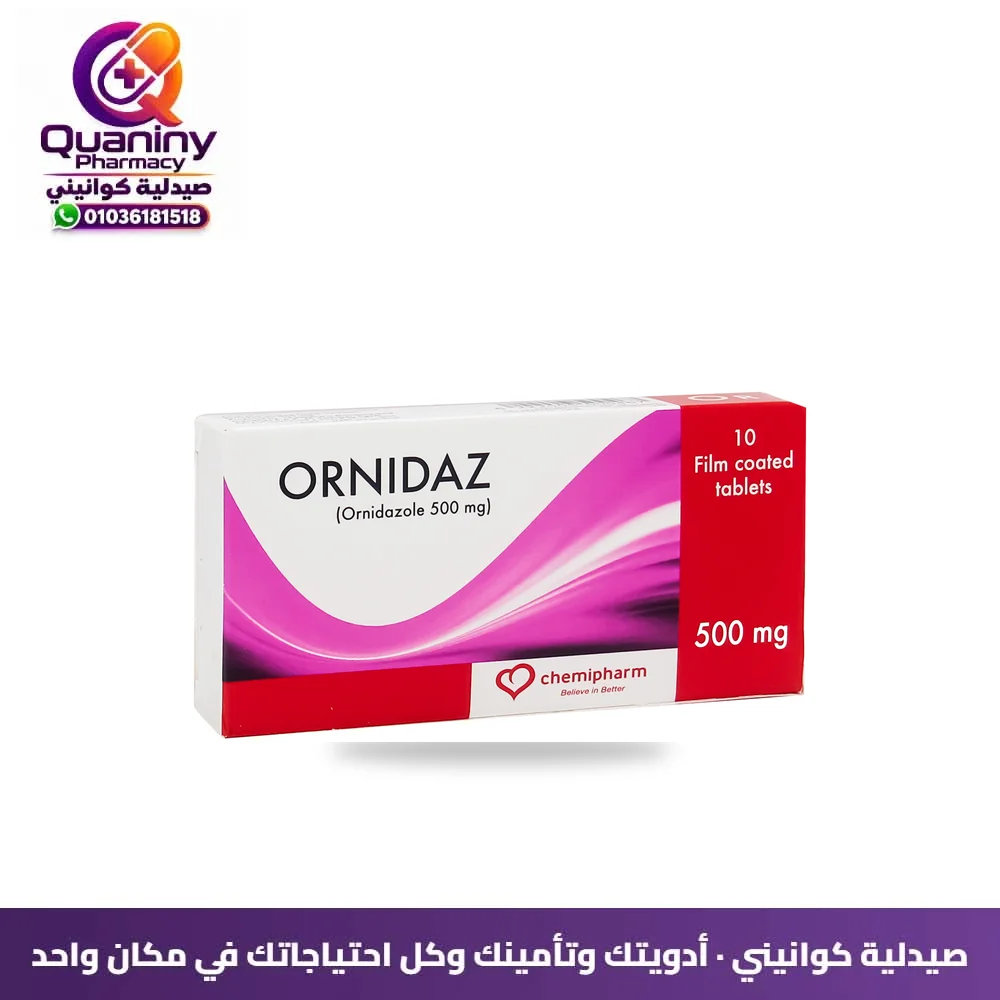 Quaniny
Pharmacy
صيدلية كوانيني
01036181518
ORNIDAZ
(Ornidazole 500 mg)
10
Film coated
tablets
500 mg
chemipharm
Believe in Better
صيدلية كوانيني · أدويتك وتأمينك وكل احتياجاتك في مكان واحد